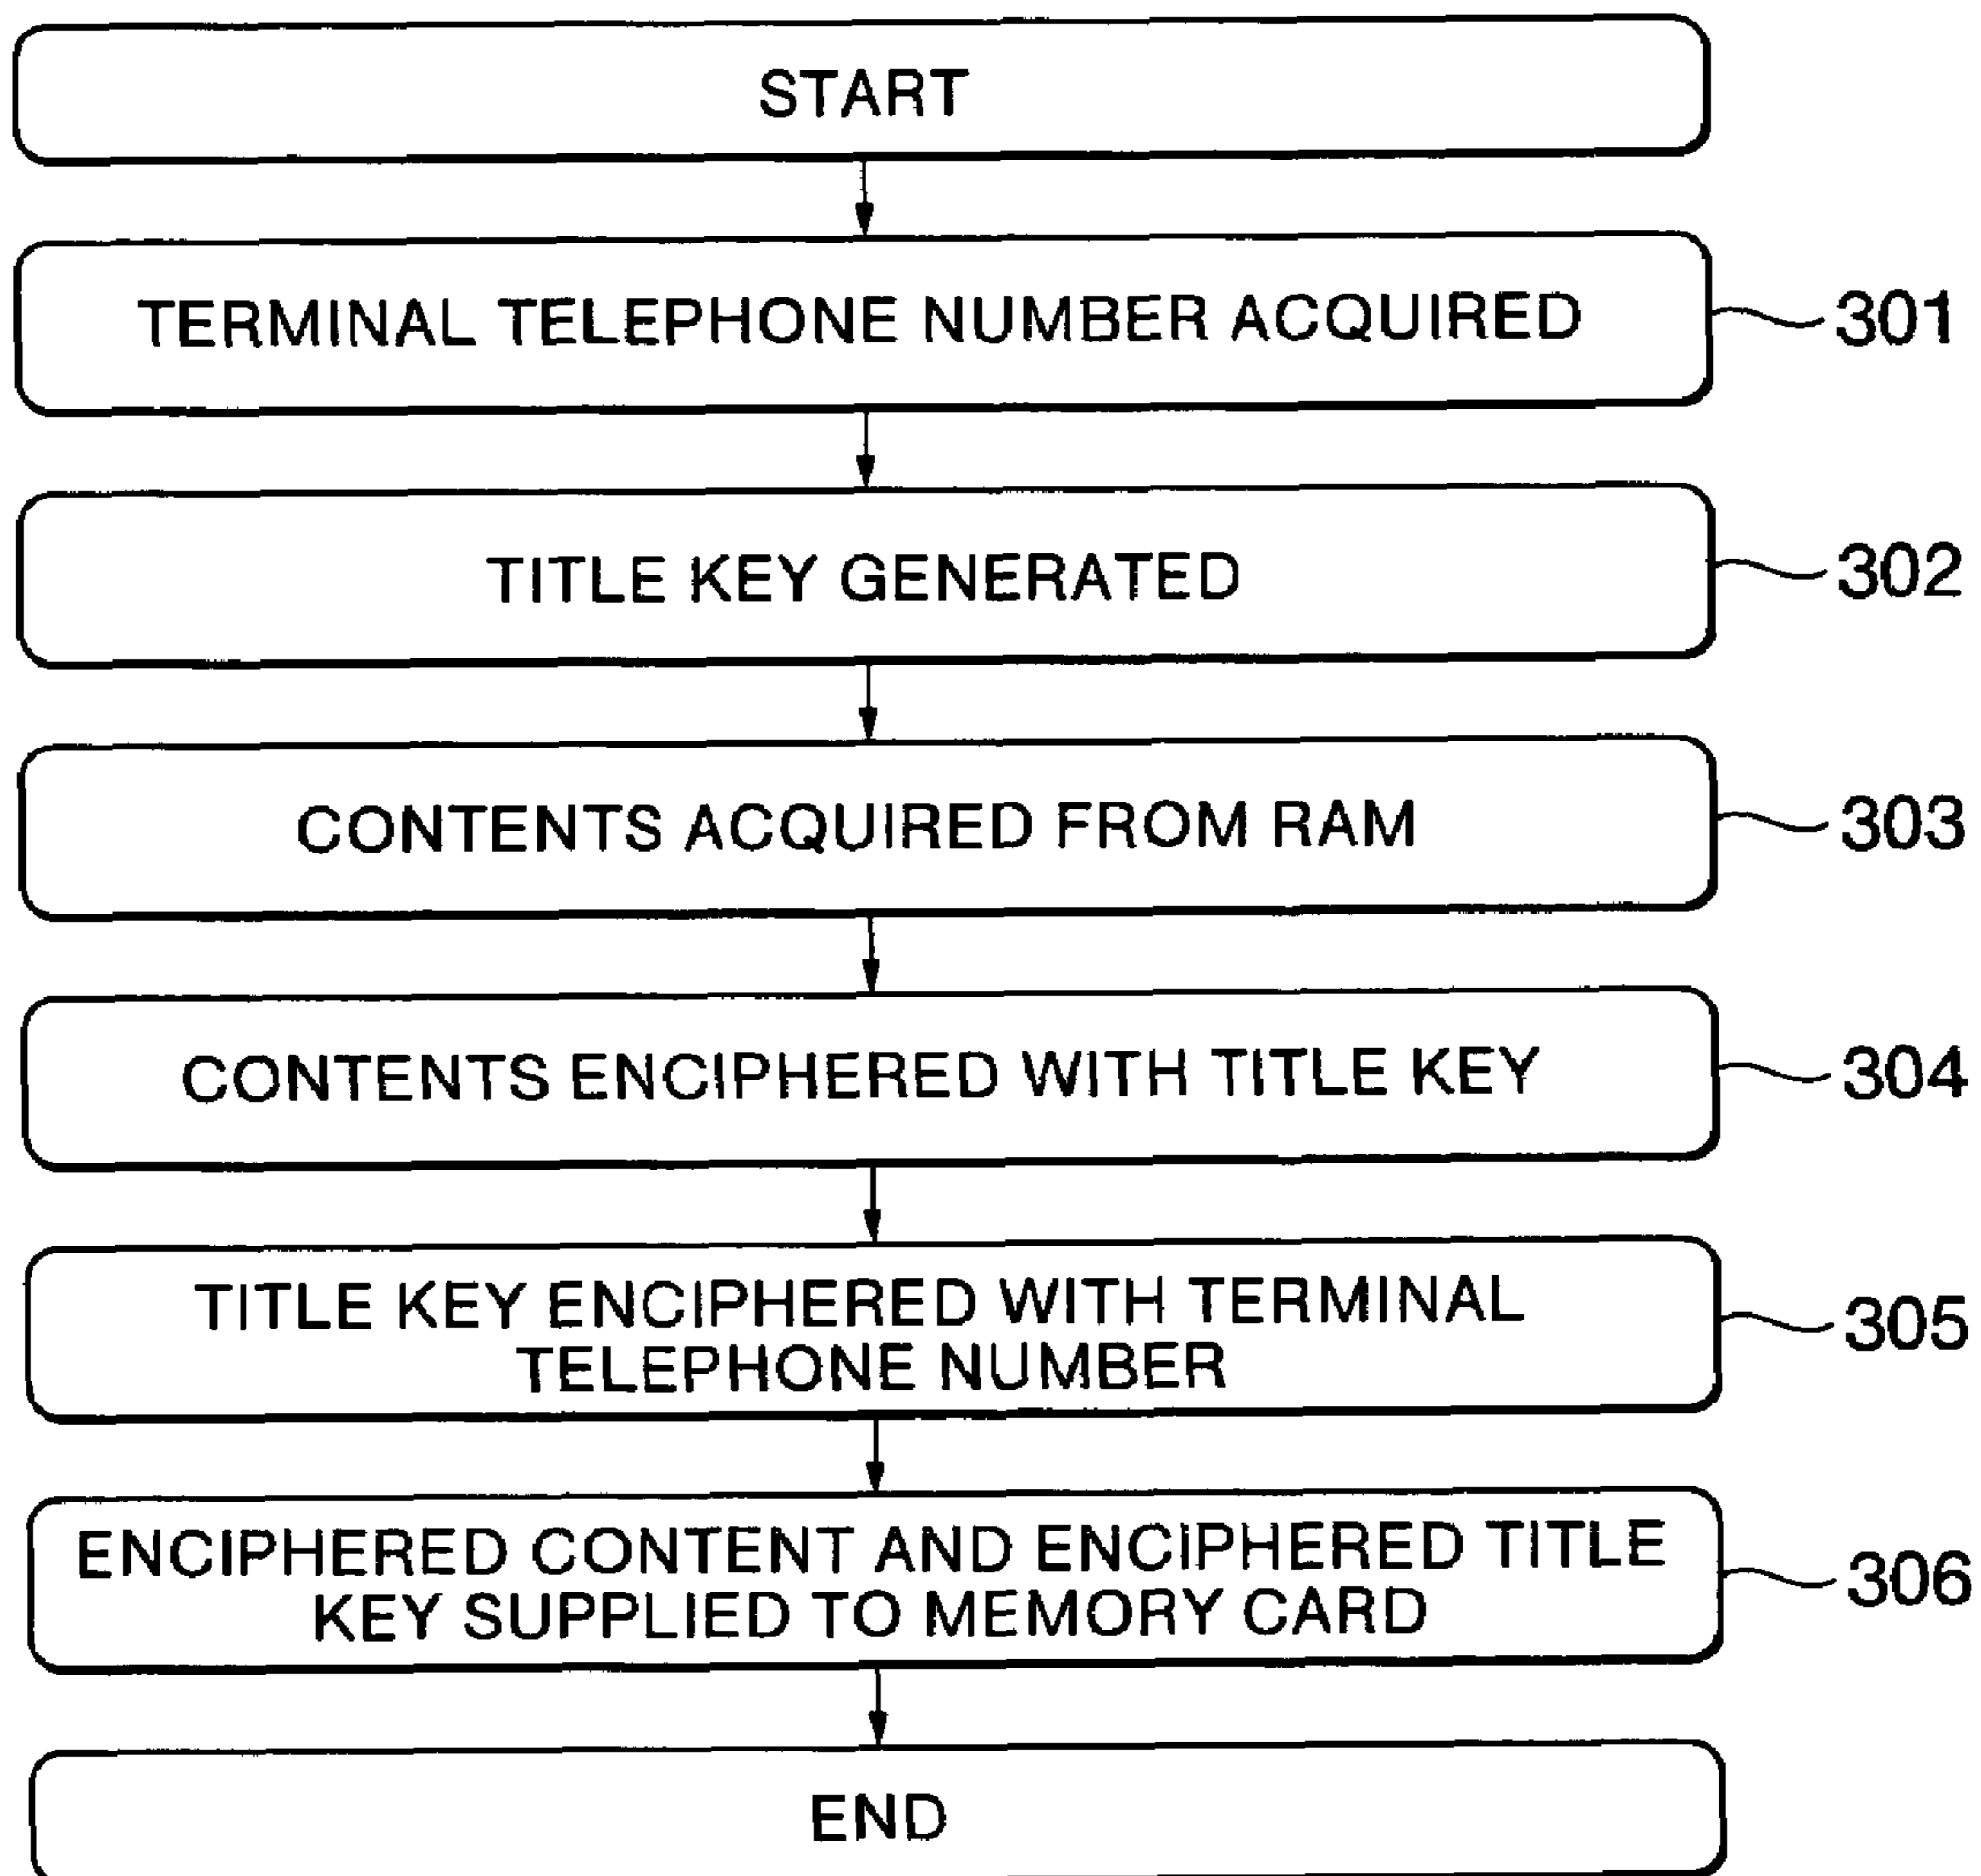 START
TERMINAL TELEPHONE NUMBER ACQUIRED
301
TITLE KEY GENERATED
302
CONTENTS ACQUIRED FROM RAM
303
CONTENTS ENCIPHERED WITH TITLE KEY
304
TITLE KEY ENCIPHERED WITH TERMINAL
TELEPHONE NUMBER
305
ENCIPHERED CONTENT AND ENCIPHERED TITLE
KEY SUPPLIED TO MEMORY CARD
306
END